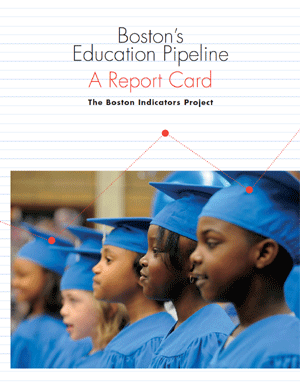 Boston's
Education Pipeline
A Report Card
The Boston Indicators Project